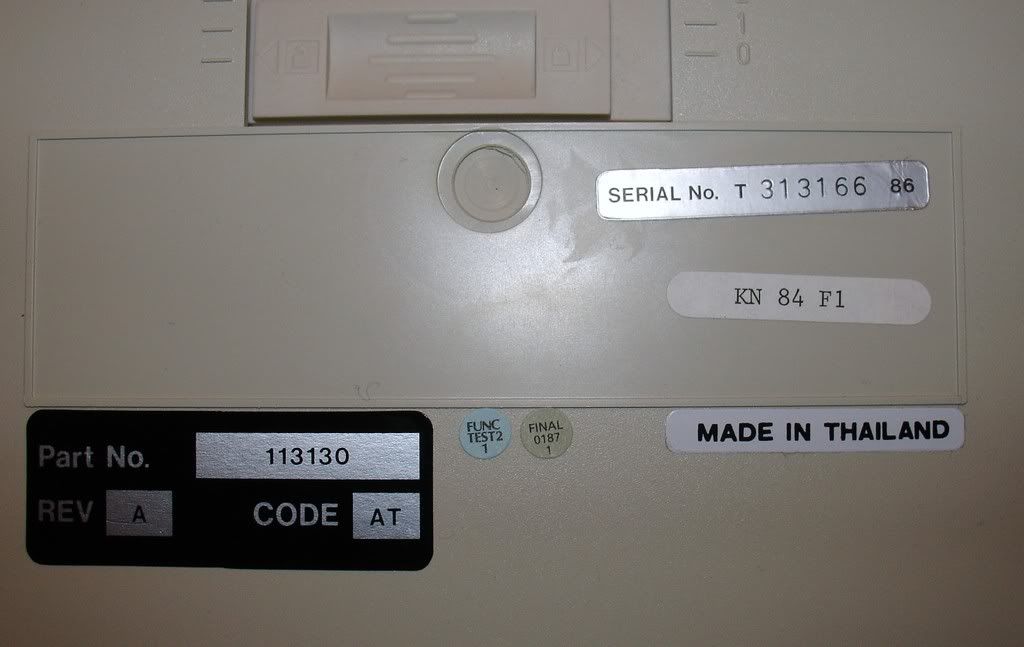 1
0
SERIAL No. T 313166 86
KN 84 F1
Part No. 113130
REV A CODE AT
FUNC
TEST2
1
FINAL
0187
1
MADE IN THAILAND